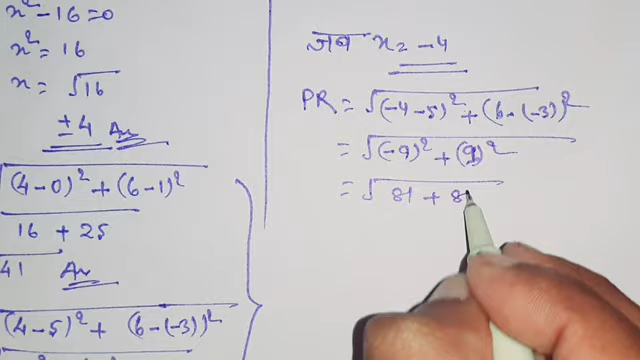 x² - 16 = 0
x² = 16
x = √16
± 4 Ans
√(4-0)² + (6-1)²
16 + 25
41 Ans
(4-5)² + (6-(-3))²
जब x = -4
PR = √(-4-5)² + (6-(-3))²
= √(-9)² + (9)²
= √81 + 8